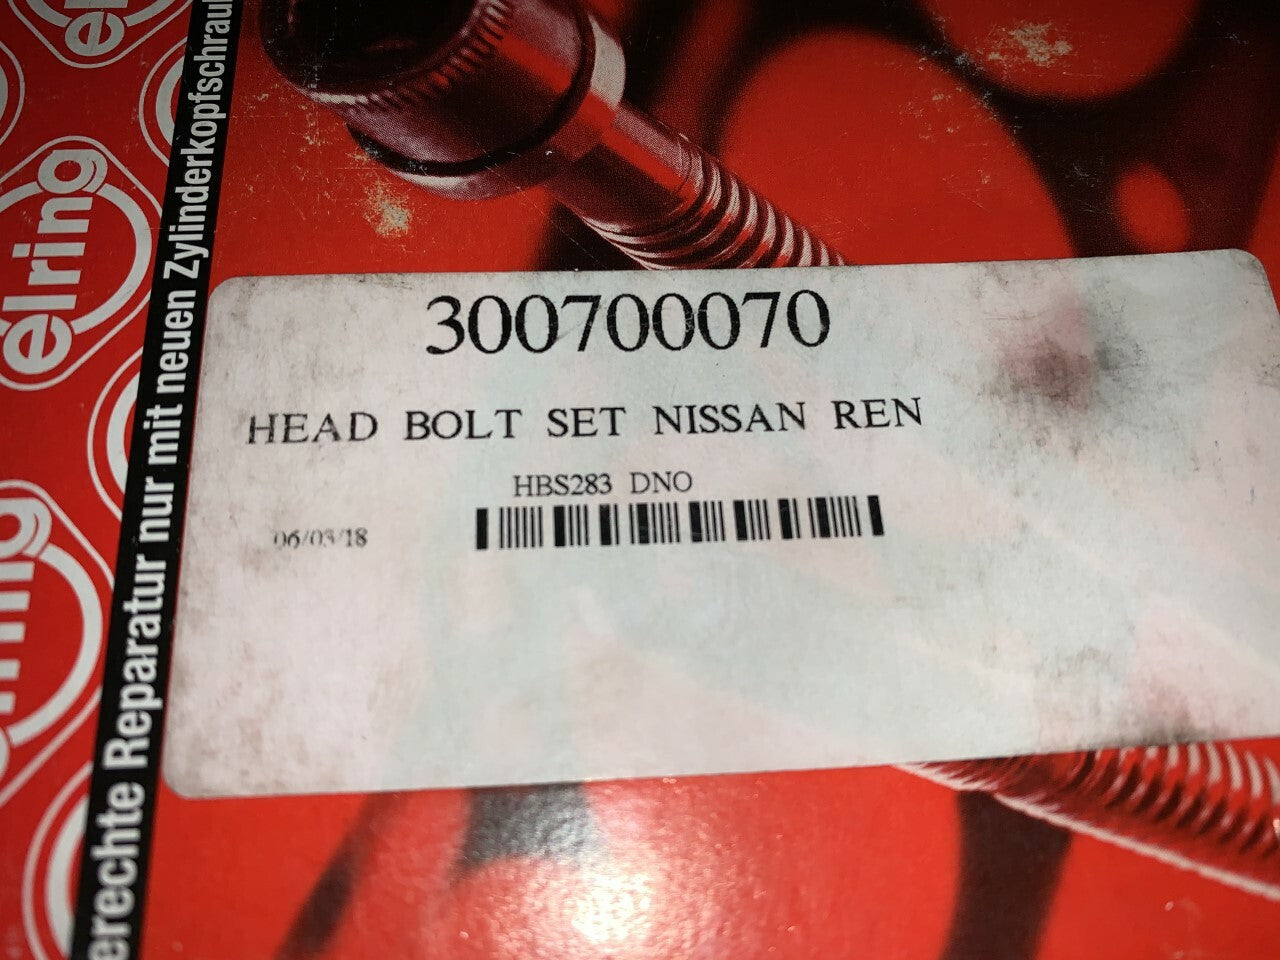 elring
erechte Reparatur nur mit neuen Zylinderkopfschrau
elring
300700070
HEAD BOLT SET NISSAN REN
HBS283 DNO
06/03/18